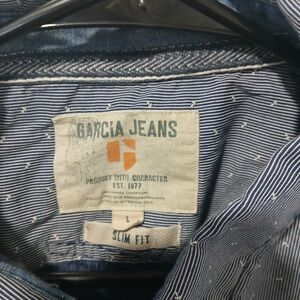 GARCIA JEANS
PRODUCT WITH CHARACTER
EST. 1977
L
SLIM FIT